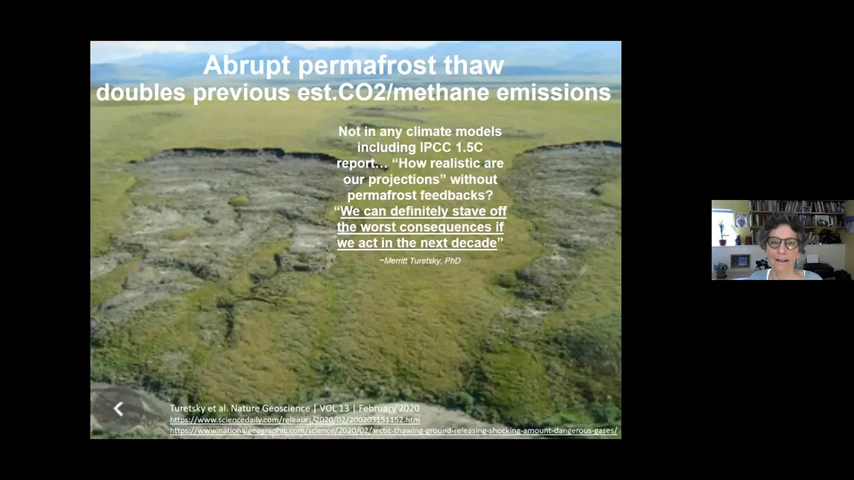 Abrupt permafrost thaw
doubles previous est.CO2/methane emissions
Not in any climate models
including IPCC 1.5C
report... “How realistic are
our projections” without
permafrost feedbacks?
“We can definitely stave off
the worst consequences if
we act in the next decade”
~Merritt Turetsky, PhD
Turetsky et al. Nature Geoscience | VOL 13 | February 2020
https://www.sciencedaily.com/releases/2020/02/200203151152.htm
https://www.nationalgeographic.com/science/2020/02/arctic-thawing-ground-releasing-shocking-amount-dangerous-gases/